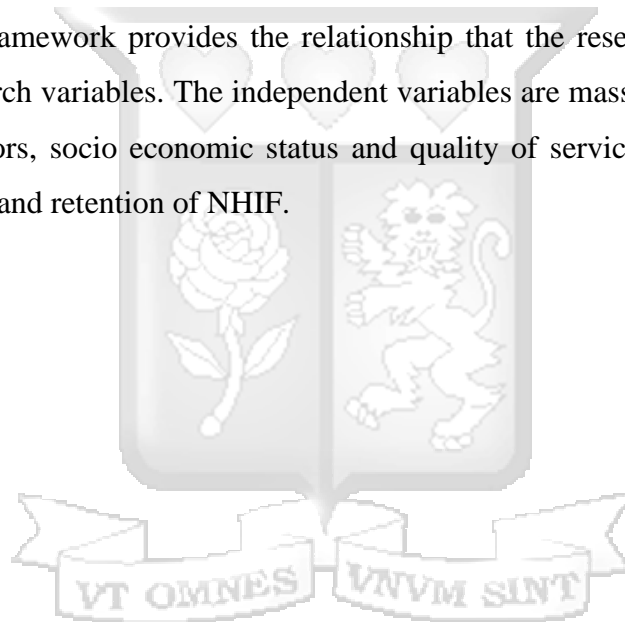 amework provides the relationship that the rese
rch variables. The independent variables are mass
ors, socio economic status and quality of servic
and retention of NHIF.
VT OMNES VNVM SINT